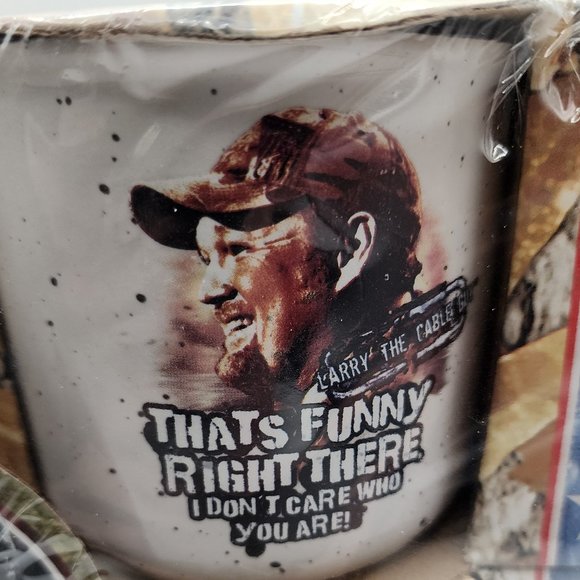 LARRY THE CABLE
THATS FUNNY
RIGHT THERE
I DON'T CARE WHO
YOU ARE!